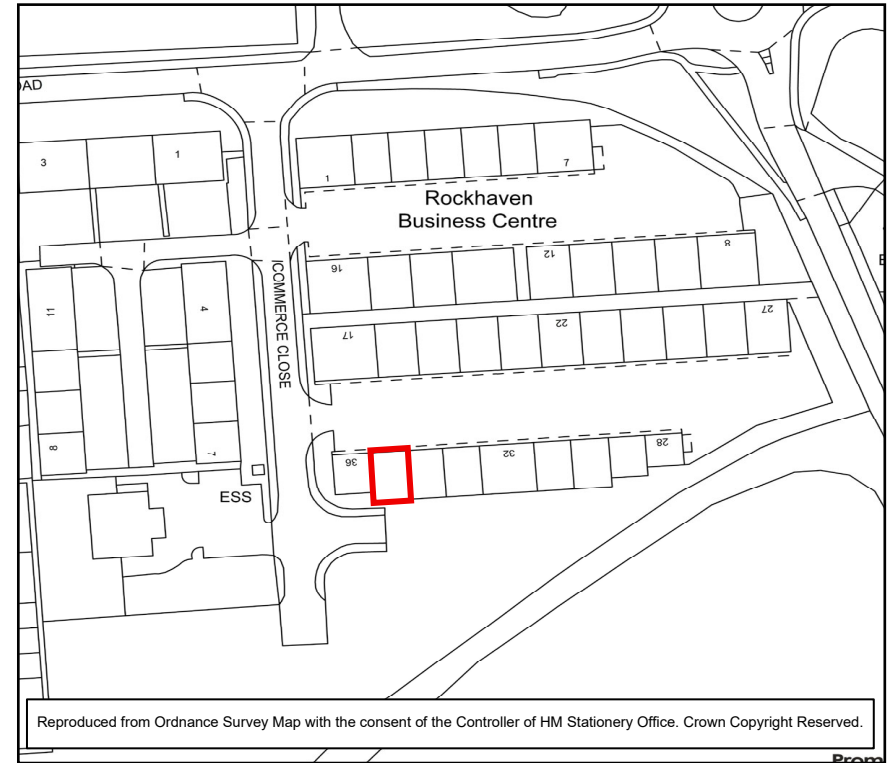 OAD
3
1
1
7
Rockhaven
Business Centre
16
12
8
COMMERCE CLOSE
11
4
17
22
27
8
36
32
28
ESS
Reproduced from Ordnance Survey Map with the consent of the Controller of HM Stationery Office. Crown Copyright Reserved.
Prom